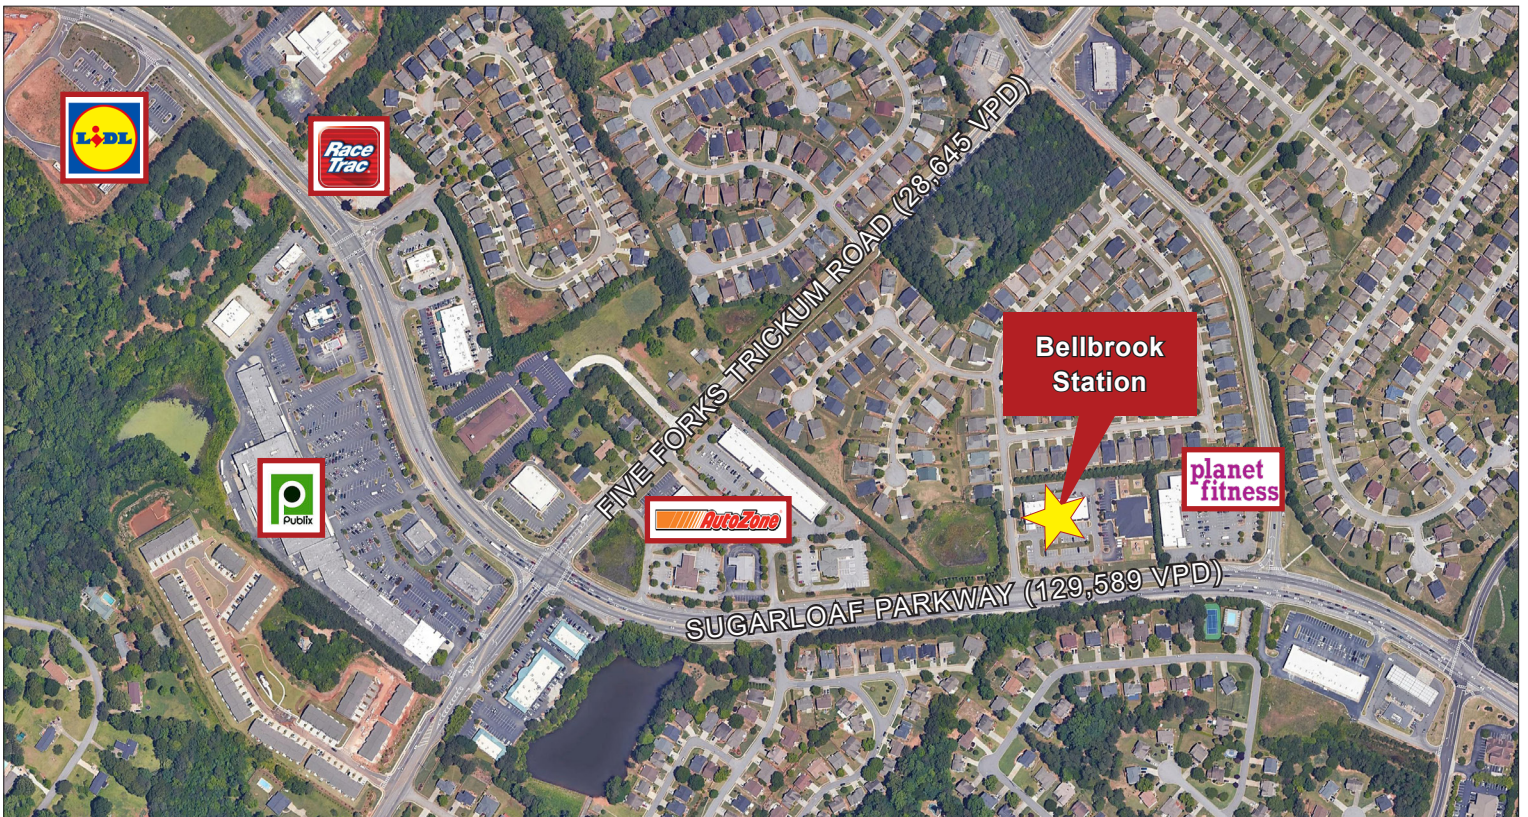 LIDL
Race
Trac
FIVE FORKS TRICKUM ROAD (28,645 VPD)
Bellbrook
Station
planet
fitness
Publix
AutoZone
SUGARLOAF PARKWAY (129,589 VPD)